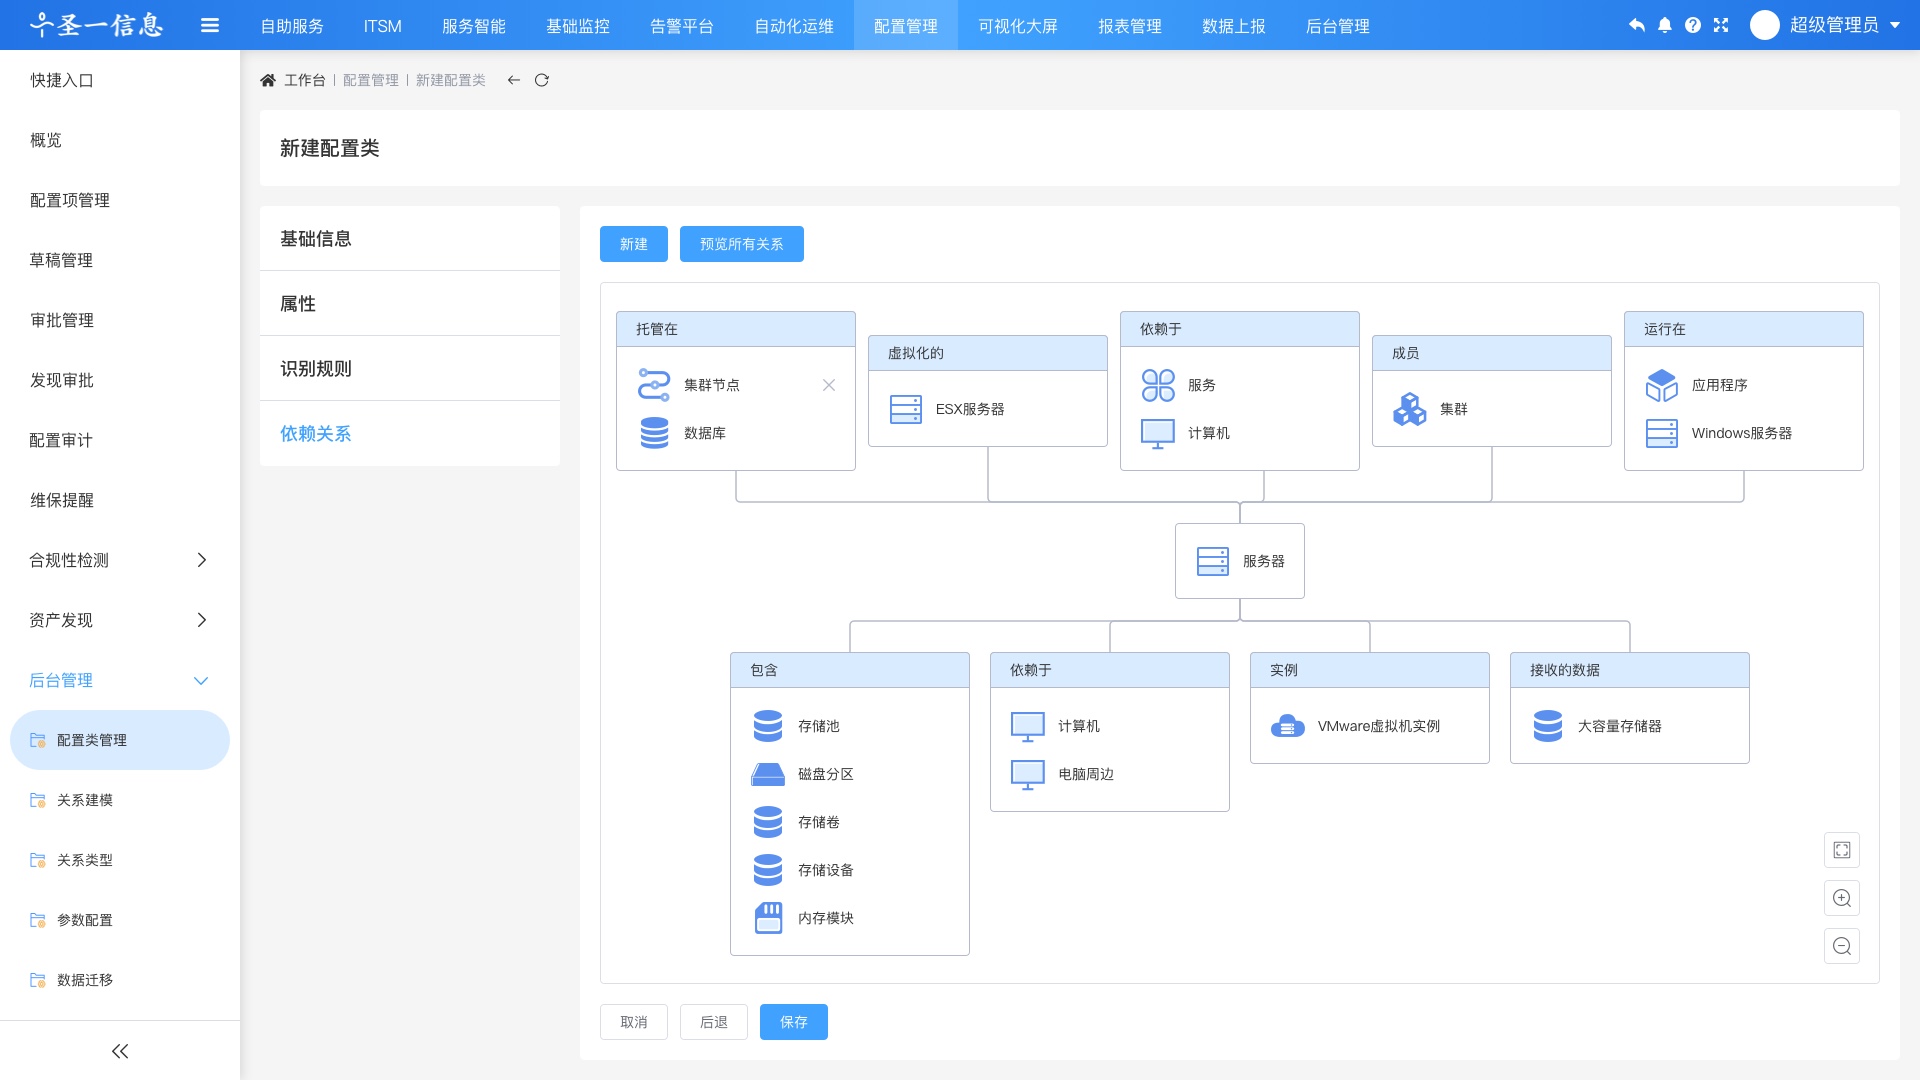 圣一信息
自助服务
ITSM
服务智能
基础监控
告警平台
自动化运维
配置管理
可视化大屏
报表管理
数据上报
后台管理
超级管理员
快捷入口
概览
配置项管理
草稿管理
审批管理
发现审批
配置审计
维保提醒
合规性检测
资产发现
后台管理
配置类管理
关系建模
关系类型
参数配置
数据迁移
工作台 | 配置管理 | 新建配置类
新建配置类
基础信息
属性
识别规则
依赖关系
新建
预览所有关系
托管在
集群节点
数据库
虚拟化的
ESX服务器
依赖于
服务
计算机
成员
集群
运行在
应用程序
Windows服务器
服务器
包含
存储池
磁盘分区
存储卷
存储设备
内存模块
依赖于
计算机
电脑周边
实例
VMware虚拟机实例
接收的数据
大容量存储器
取消
后退
保存